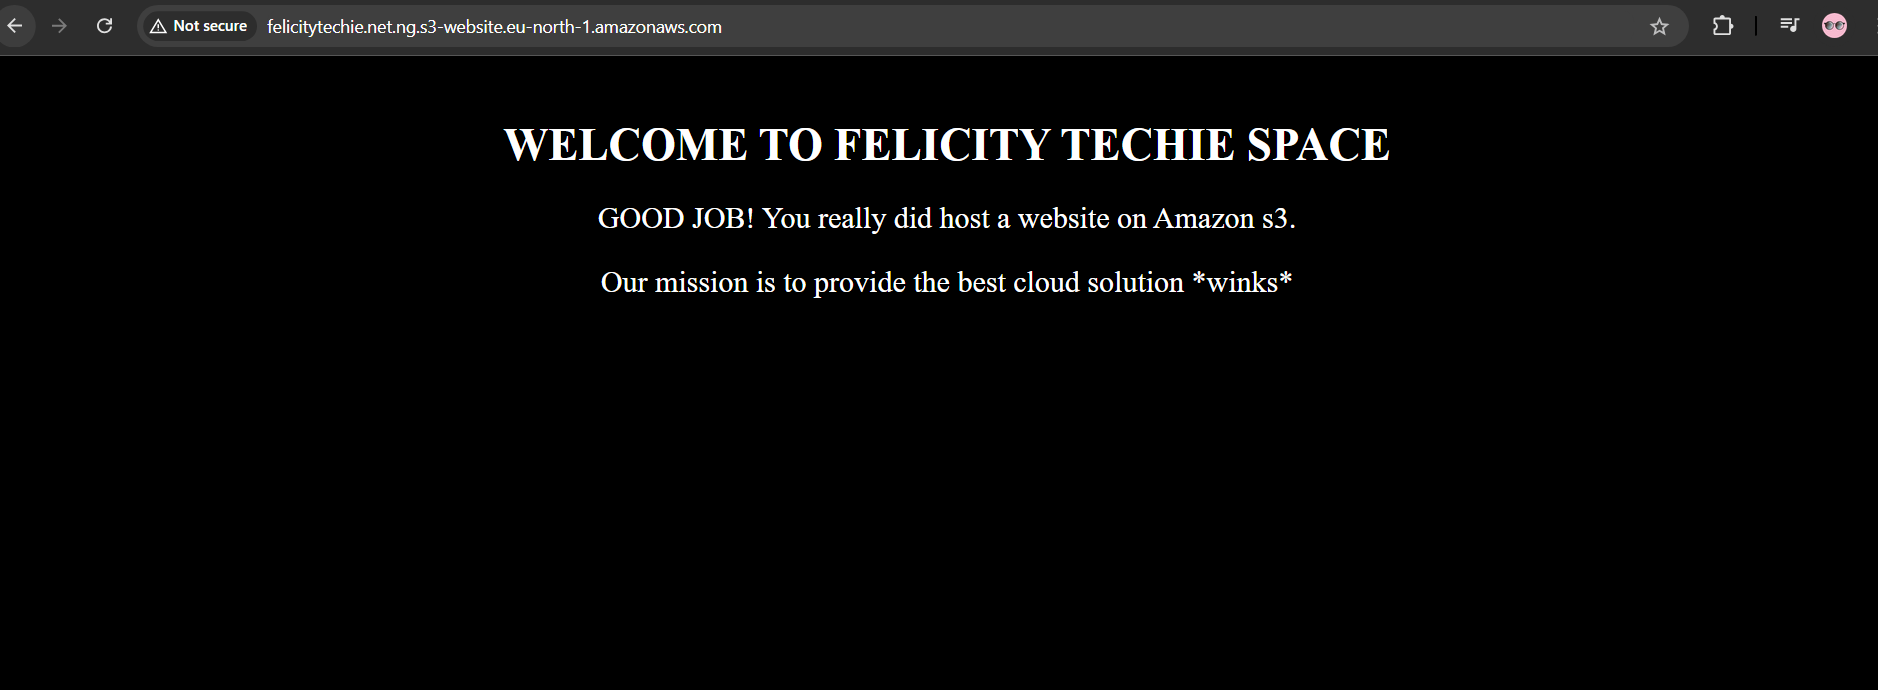 Not secure felicitytechie.net.ng.s3-website.eu-north-1.amazonaws.com
WELCOME TO FELICITY TECHIE SPACE
GOOD JOB! You really did host a website on Amazon s3.
Our mission is to provide the best cloud solution *winks*